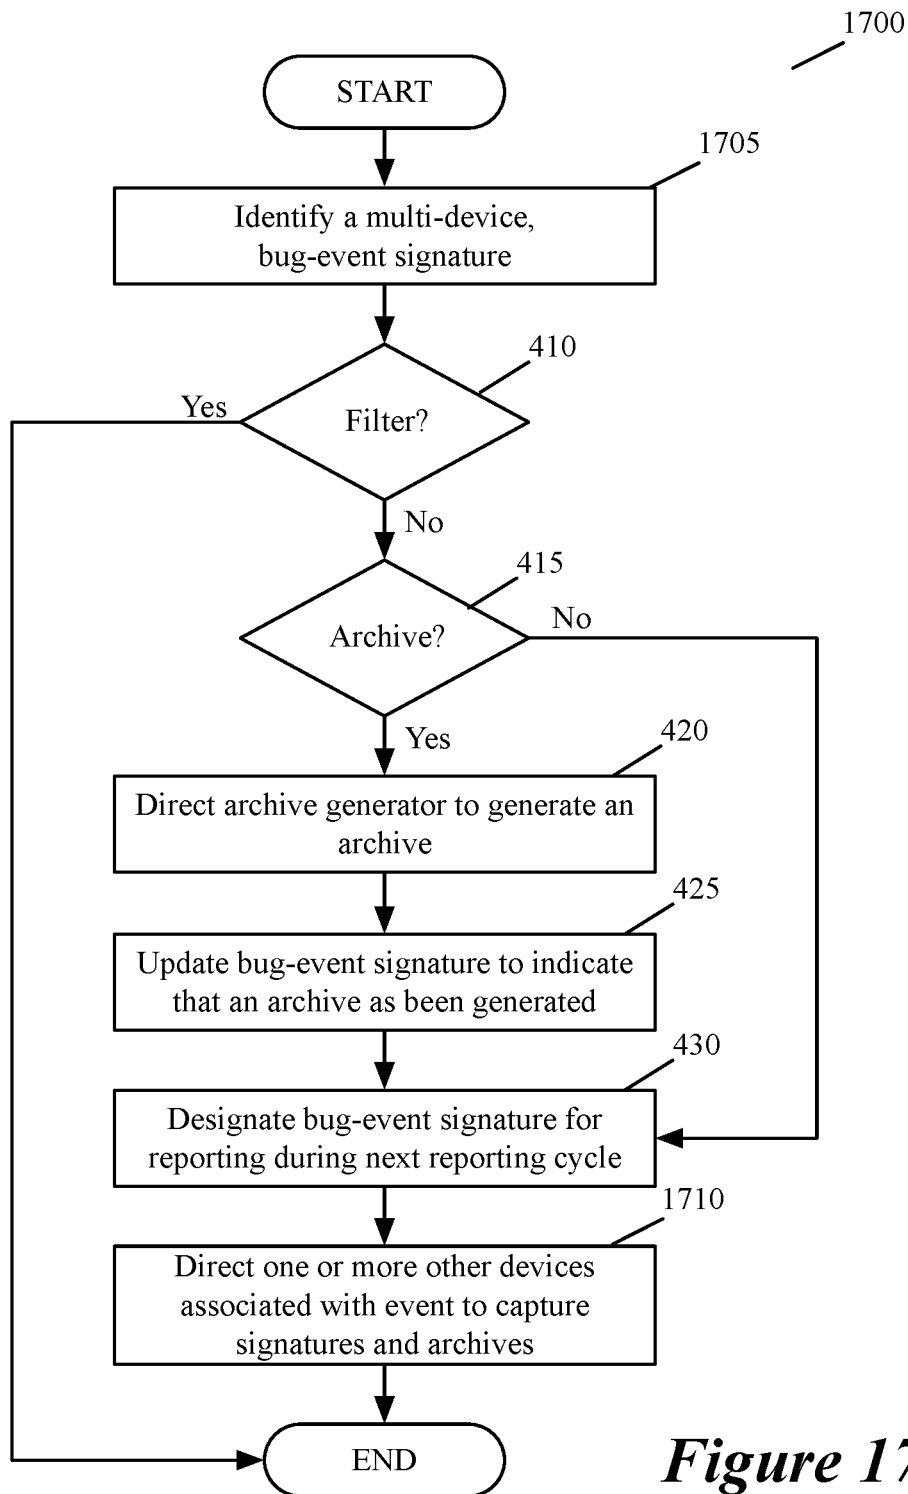 1700
START
1705
Identify a multi-device,
bug-event signature
410
Yes
Filter?
No
415
No
Archive?
Yes
420
Direct archive generator to generate an
archive
425
Update bug-event signature to indicate
that an archive as been generated
430
Designate bug-event signature for
reporting during next reporting cycle
1710
Direct one or more other devices
associated with event to capture
signatures and archives
END
Figure 17